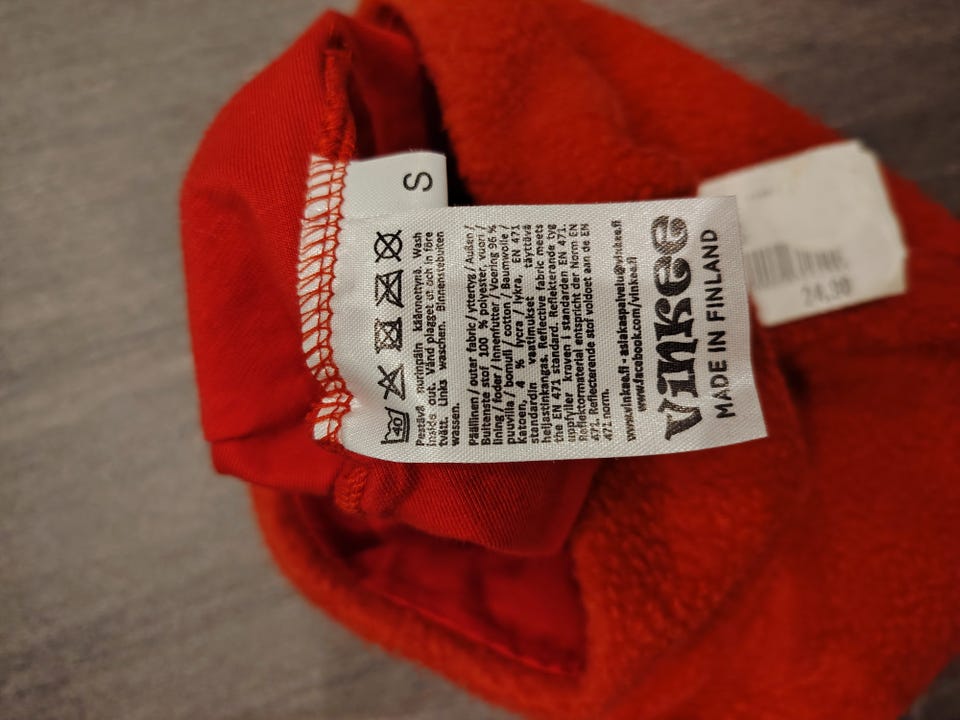 S
40
Pestävä nurinpäin käännettynä. Wash
inside out. Vänd plagget ut och in före
tvätt. Links waschen. Binnenstebuiten
wassen.
Päällinen / outer fabric / yttertyg / Außen /
Buitenste stof 100 % polyester, vuori /
lining / foder / Innenfutter / Voering 96 %
puuvilla / bomull / cotton / Baumwolle /
Katoen, 4 % lycra / lykra, EN 471
standardin vaatimukset täyttävä
heijastinkangas. Reflective fabric meets
the EN 471 standard. Reflekterande tyg
uppfyller kraven i standarden EN 471.
Reflektormaterial entspricht der Norm EN
471. Reflecterende stof voldoet aan de EN
471 norm.
www.vinkee.fi - asiakaspalvelu@vinkee.fi
www.facebook.com/vinkee.fi
vinkee
MADE IN FINLAND
24,90